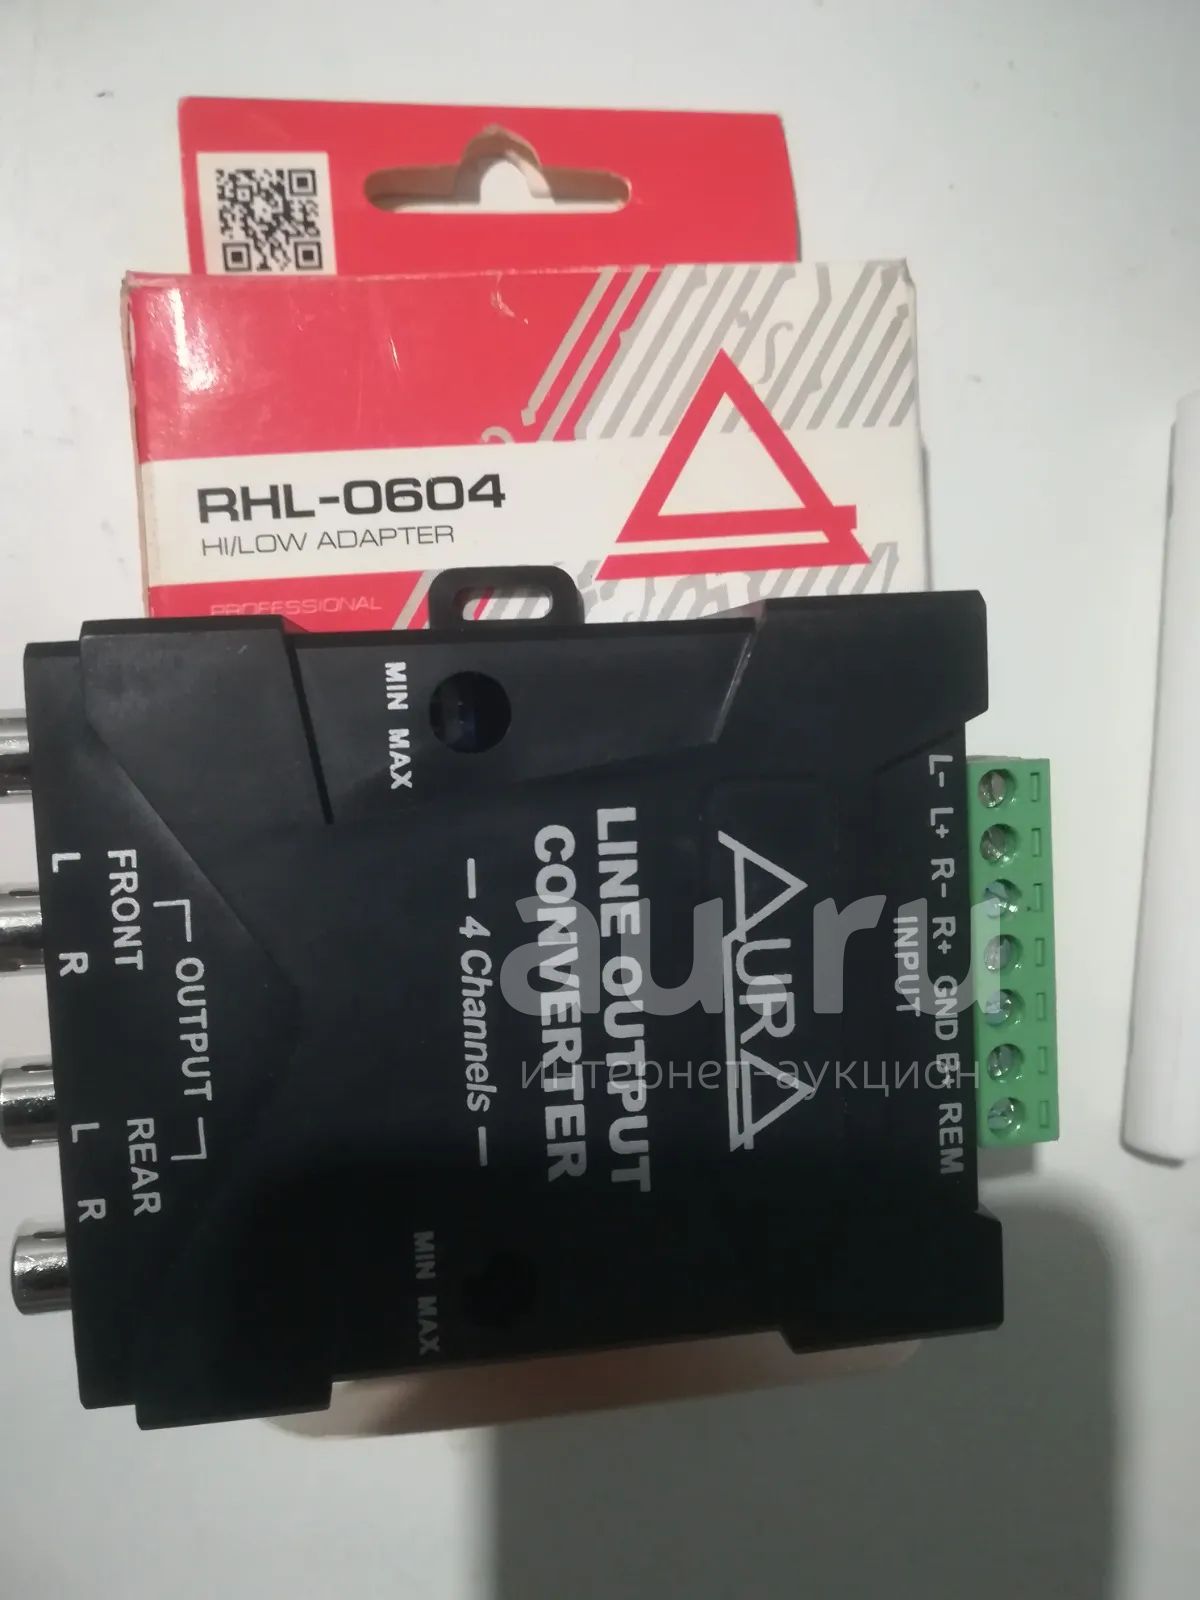 RHL-0604
HI/LOW ADAPTER
PROFESSIONAL
MIN MAX
L- L+ R- R+ GND B+ REM
INPUT
AURA
LINE OUTPUT
CONVERTER
4 Channels
OUTPUT
FRONT
REAR
L R
L R
MIN MAX
au.ru
интернет-аукцион